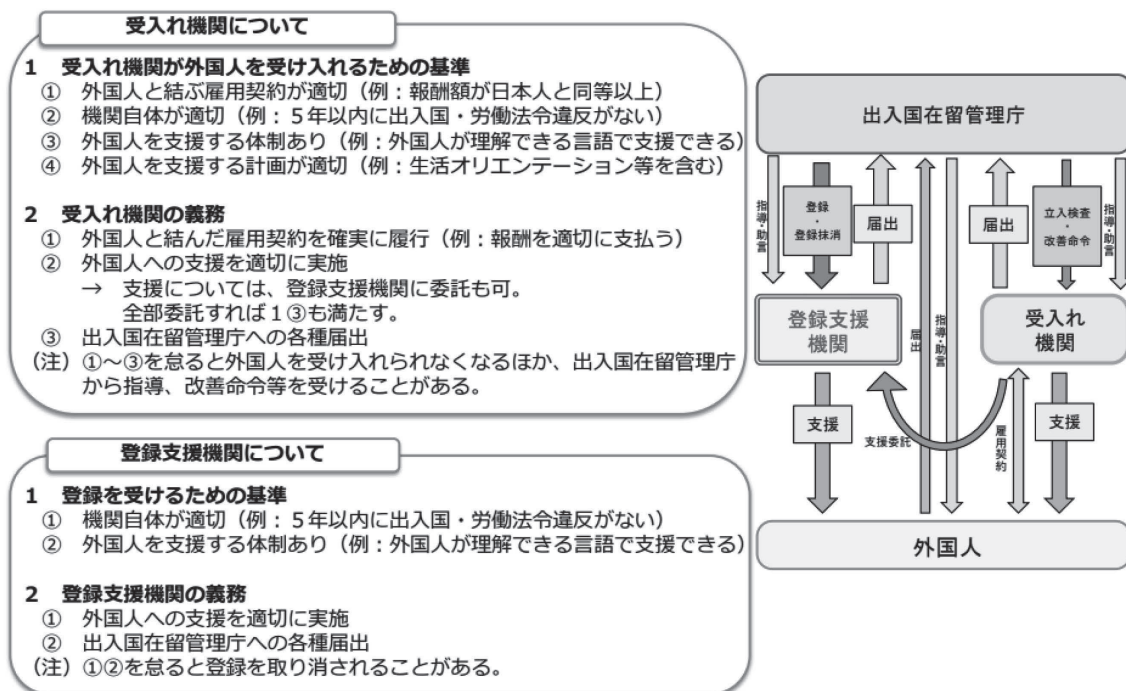 受入れ機関について
1 受入れ機関が外国人を受け入れるための基準
① 外国人と結ぶ雇用契約が適切（例：報酬額が日本人と同等以上）
② 機関自体が適切（例：５年以内に出入国・労働法令違反がない）
③ 外国人を支援する体制あり（例：外国人が理解できる言語で支援できる）
④ 外国人を支援する計画が適切（例：生活オリエンテーション等を含む）
2 受入れ機関の義務
① 外国人と結んだ雇用契約を確実に履行（例：報酬を適切に支払う）
② 外国人への支援を適切に実施
→ 支援については、登録支援機関に委託も可。
全部委託すれば１③も満たす。
③ 出入国在留管理庁への各種届出
（注）①～③を怠ると外国人を受け入れられなくなるほか、出入国在留管理庁
から指導、改善命令等を受けることがある。
登録支援機関について
1 登録を受けるための基準
① 機関自体が適切（例：５年以内に出入国・労働法令違反がない）
② 外国人を支援する体制あり（例：外国人が理解できる言語で支援できる）
2 登録支援機関の義務
① 外国人への支援を適切に実施
② 出入国在留管理庁への各種届出
（注）①②を怠ると登録を取り消されることがある。
出入国在留管理庁
指導・助言
登録
・
登録抹消
届出
届出
立入検査
・
改善命令
指導・助言
登録支援
機関
届出
指導・助言
受入れ
機関
支援
支援委託
雇用契約
支援
外国人